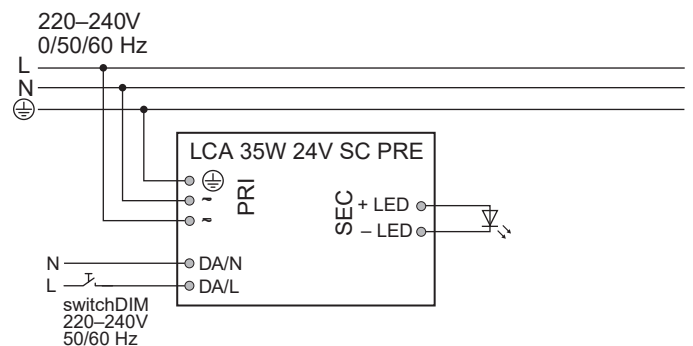 220–240V
0/50/60 Hz
L
N
LCA 35W 24V SC PRE
PRI
~
~
SEC
+ LED
– LED
N
DA/N
L
DA/L
switchDIM
220–240V
50/60 Hz